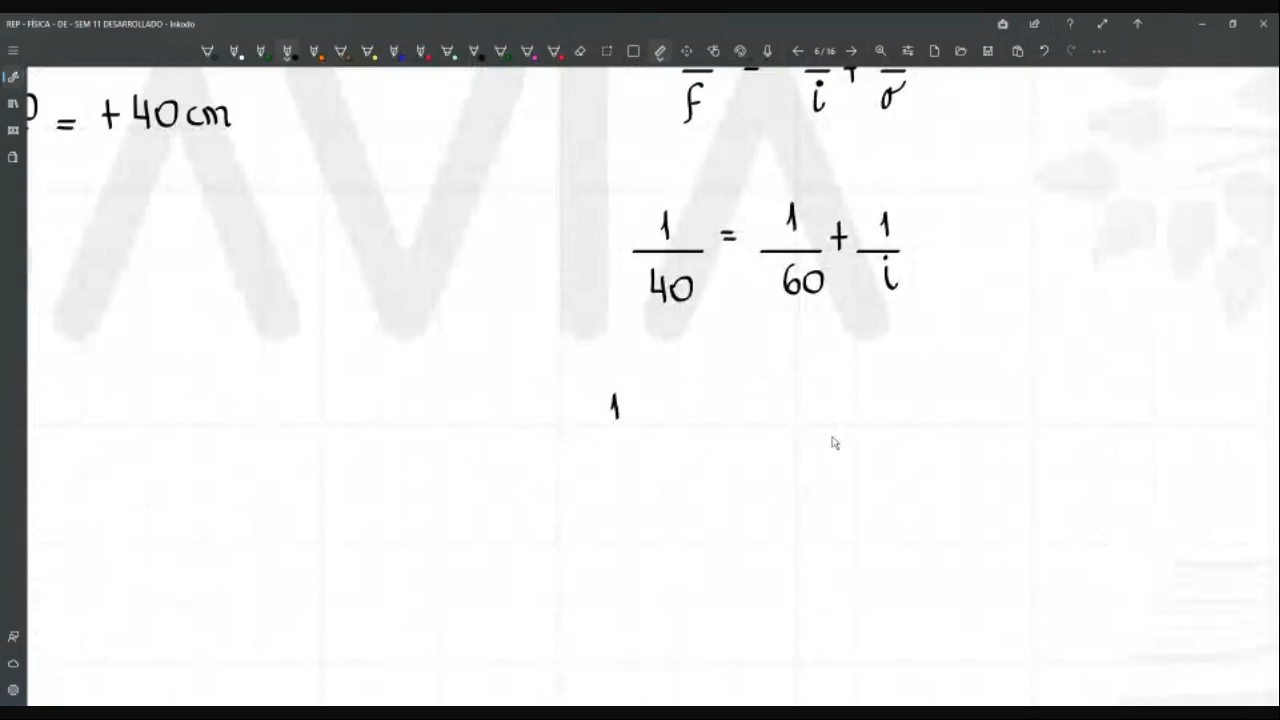 REP - FÍSICA - DE - SEM 11 DESARROLLADO - Inkodo
6/16
f i o
= +40cm
1/40 = 1/60 + 1/i
1